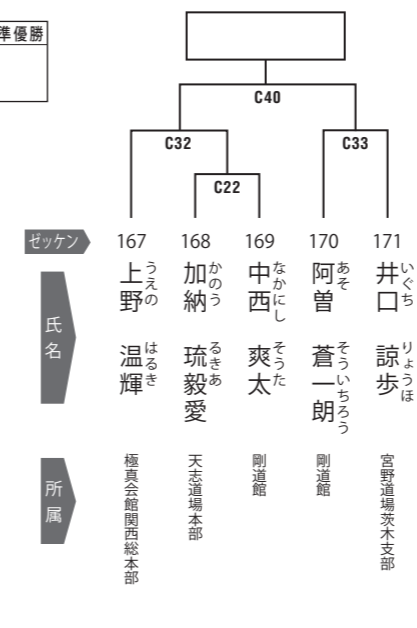 準優勝
C40
C32
C33
C22
ゼッケン
167
168
169
170
171
氏名
上野 温輝
うえの はるき
加納 琉毅愛
かのう るきあ
中西 爽太
なかにし そうた
阿曽 蒼一朗
あそ そういちろう
井口 諒歩
いぐち りょうほ
所属
極真会館関西総本部
天志道場本部
剛道館
剛道館
宮野道場茨木支部